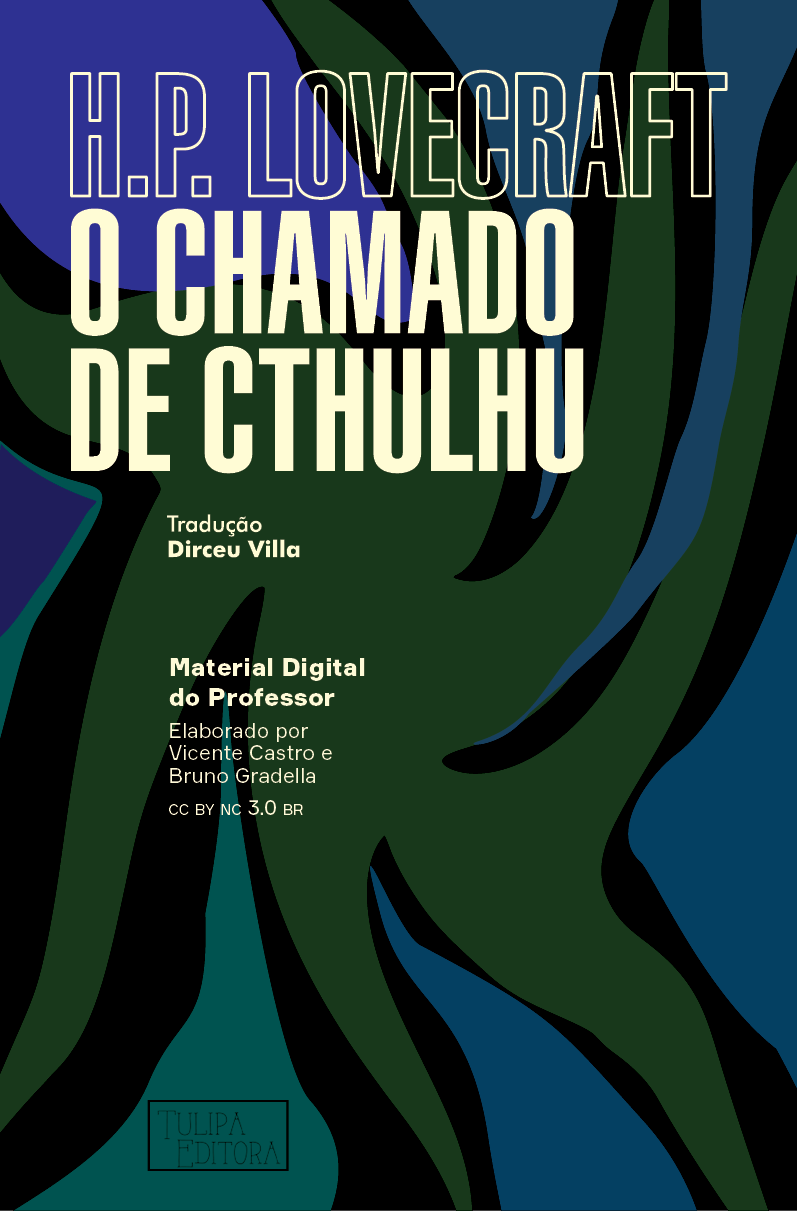 H.P. LOVECRAFT
O CHAMADO
DE CTHULHU
Tradução
Dirceu Villa
Material Digital
do Professor
Elaborado por
Vicente Castro e
Bruno Gradella
CC BY NC 3.0 BR
TULIPA
EDITORA